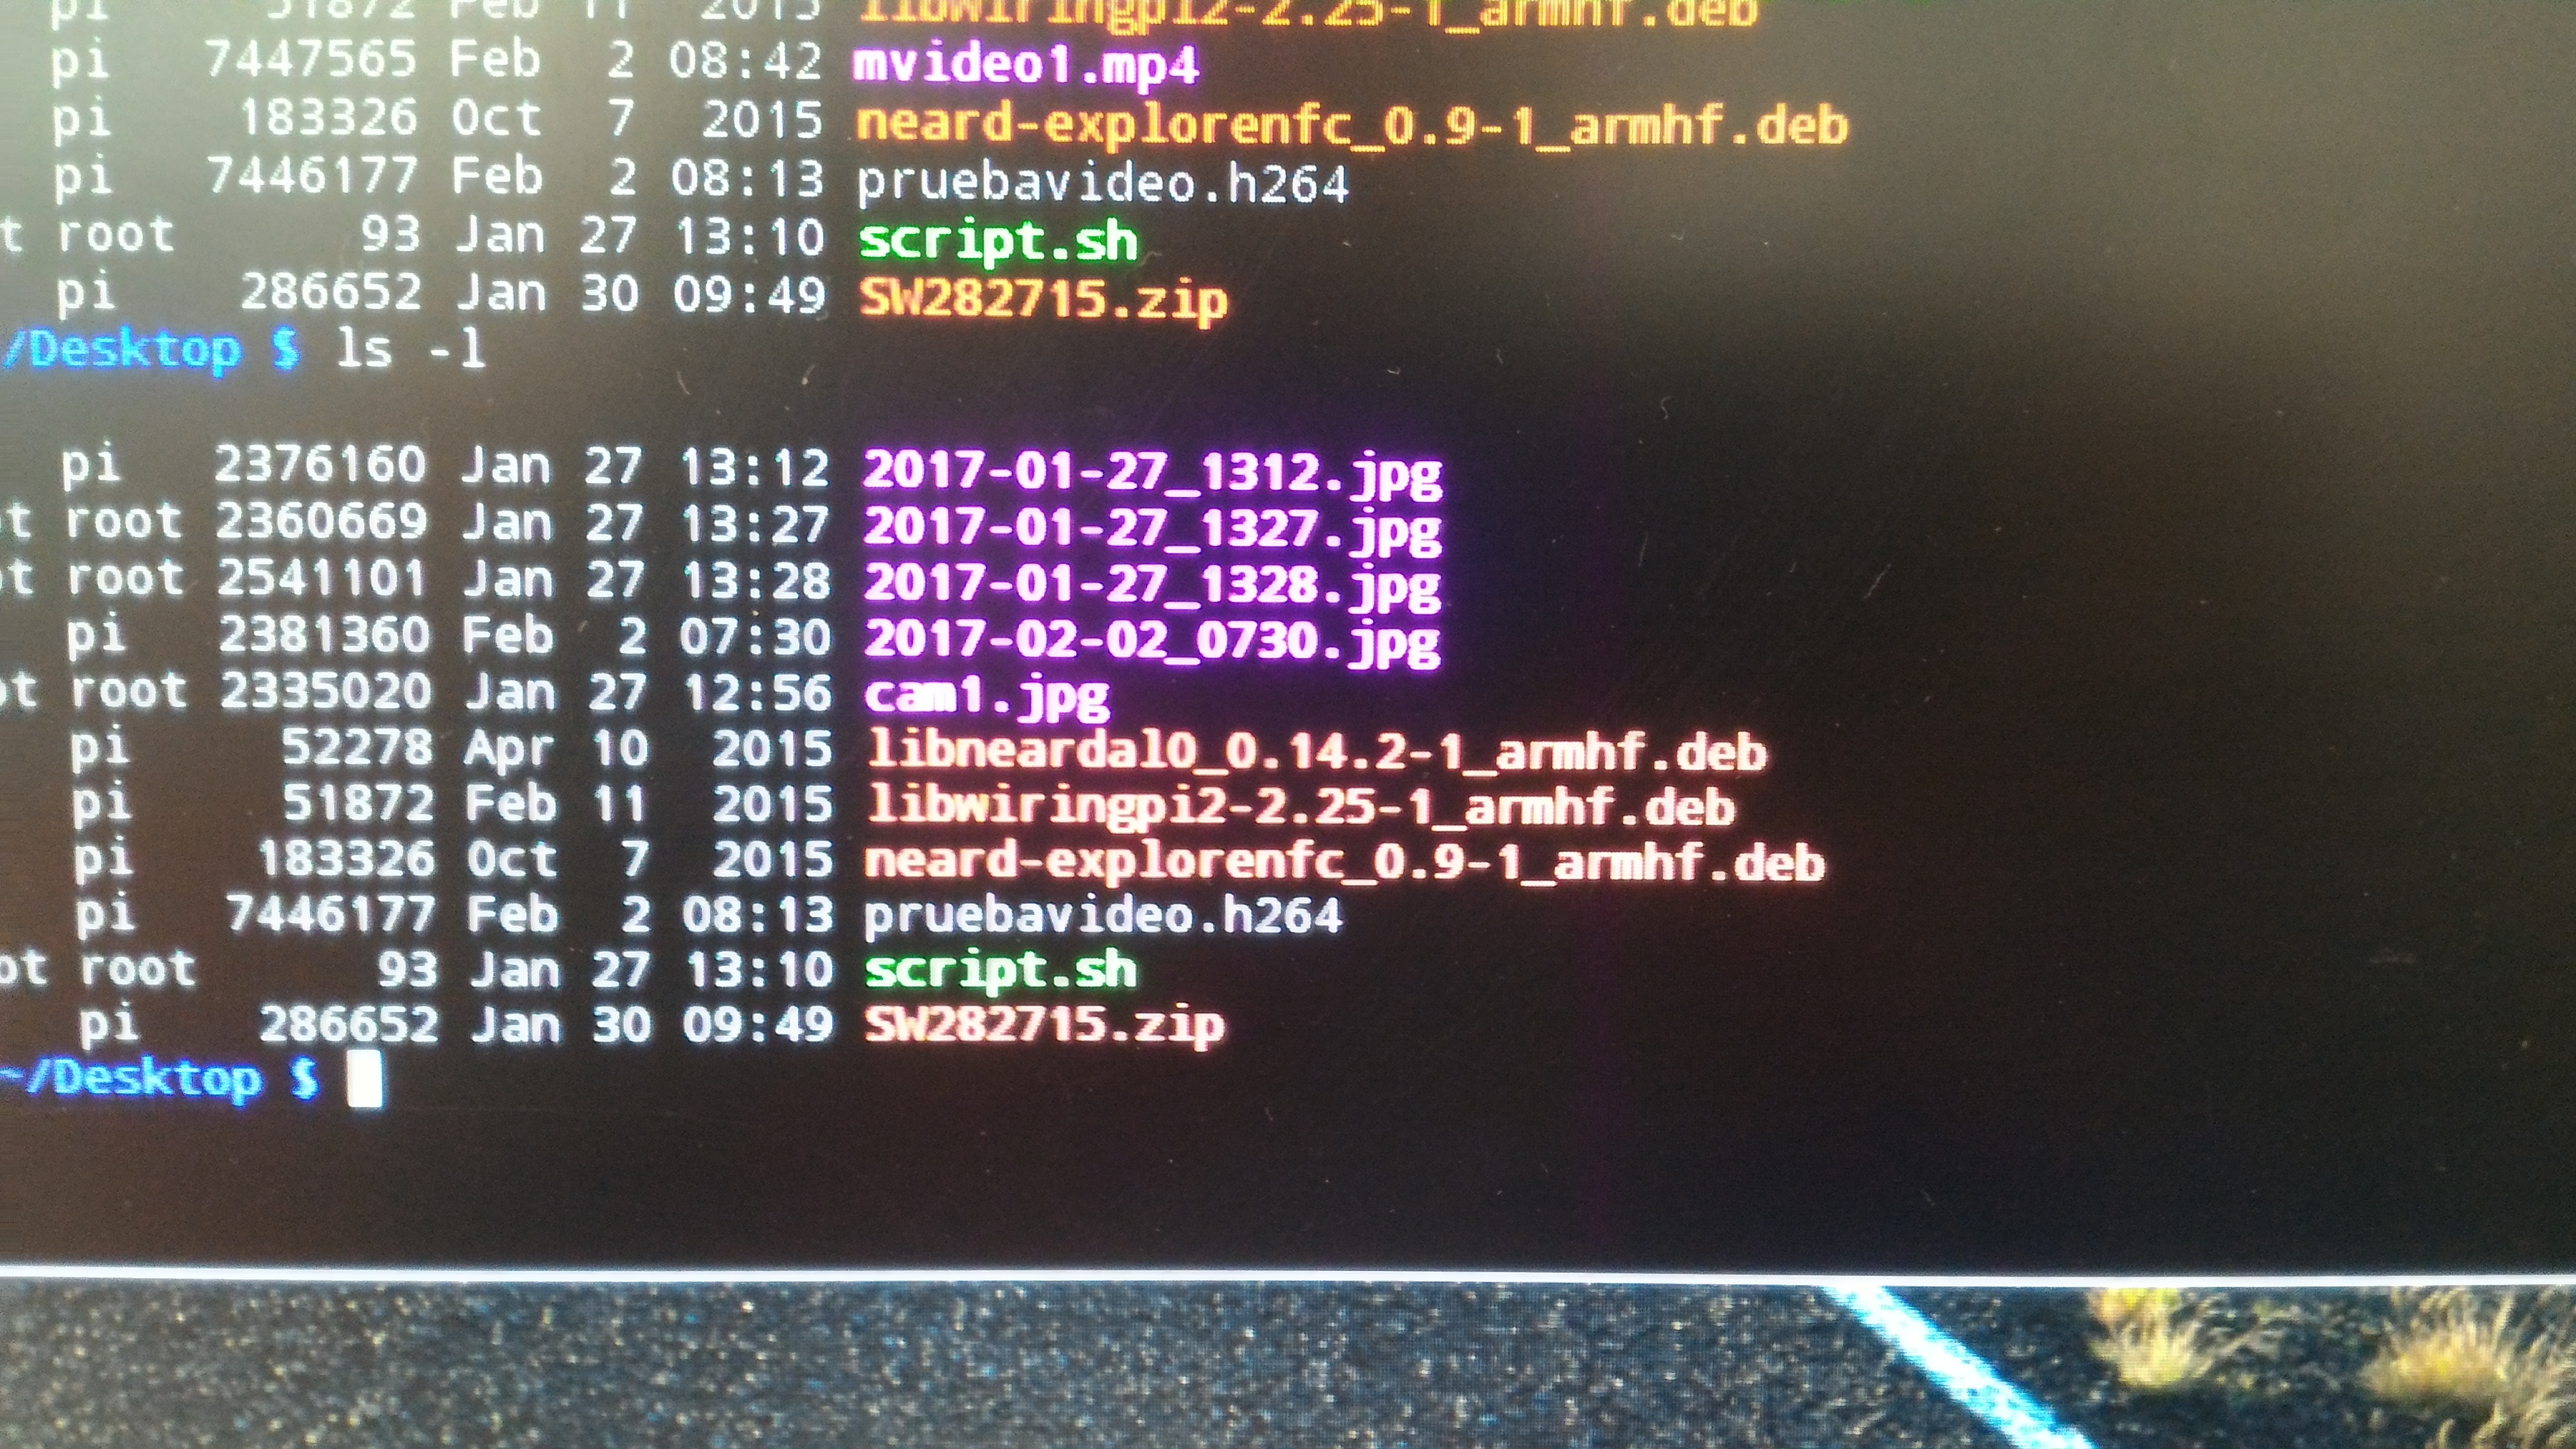 pi 51872 Feb 11 2015 libwiringpi2-2.25-1_armhf.deb
pi 7447565 Feb 2 08:42 mvideo1.mp4
pi 183326 Oct 7 2015 neard-explorenfc_0.9-1_armhf.deb
pi 7446177 Feb 2 08:13 pruebavideo.h264
t root 93 Jan 27 13:10 script.sh
pi 286652 Jan 30 09:49 SW282715.zip
/Desktop $ ls -l
pi 2376160 Jan 27 13:12 2017-01-27_1312.jpg
ot root 2360669 Jan 27 13:27 2017-01-27_1327.jpg
ot root 2541101 Jan 27 13:28 2017-01-27_1328.jpg
pi 2381360 Feb 2 07:30 2017-02-02_0730.jpg
ot root 2335020 Jan 27 12:56 cam1.jpg
pi 52278 Apr 10 2015 libneardal0_0.14.2-1_armhf.deb
pi 51872 Feb 11 2015 libwiringpi2-2.25-1_armhf.deb
pi 183326 Oct 7 2015 neard-explorenfc_0.9-1_armhf.deb
pi 7446177 Feb 2 08:13 pruebavideo.h264
ot root 93 Jan 27 13:10 script.sh
pi 286652 Jan 30 09:49 SW282715.zip
~/Desktop $